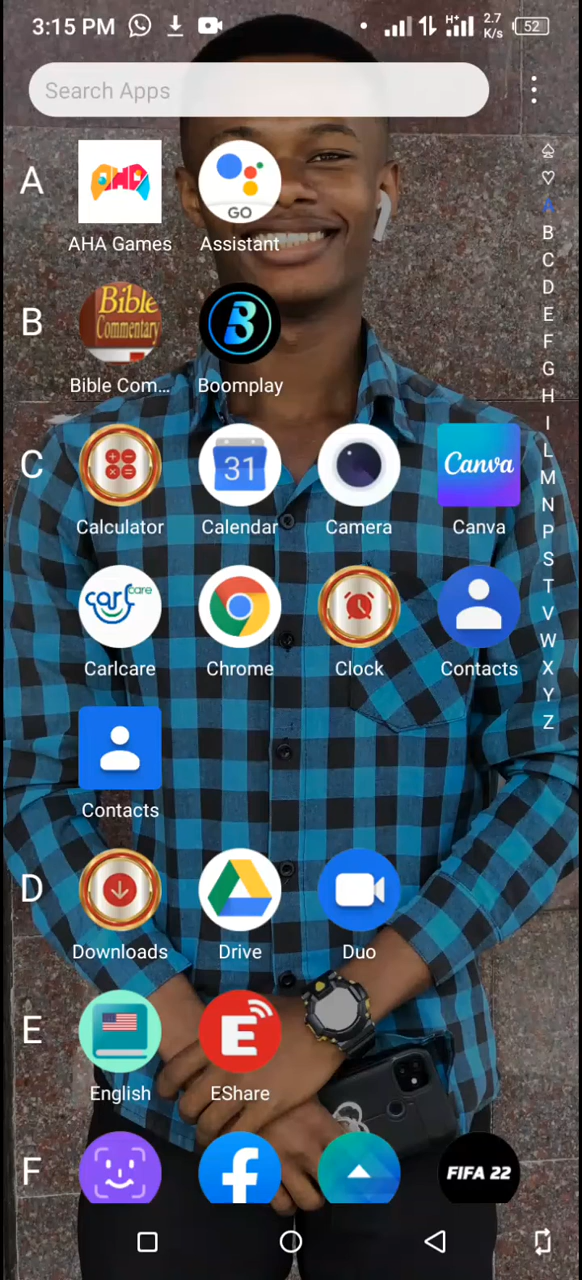 3:15 PM H+ 2.7 K/s 52
Search Apps
A
GO
AHA Games Assistant
B
Bible Commentary
B
Bible Com... Boomplay
C
31
Canva
Calculator Calendar Camera Canva
carlcare
Carlcare Chrome Clock Contacts
Contacts
D
Downloads Drive Duo
E
E
English EShare
F
f
FIFA 22
A
B
C
D
E
F
G
H
I
L
M
N
P
S
T
V
W
X
Y
Z